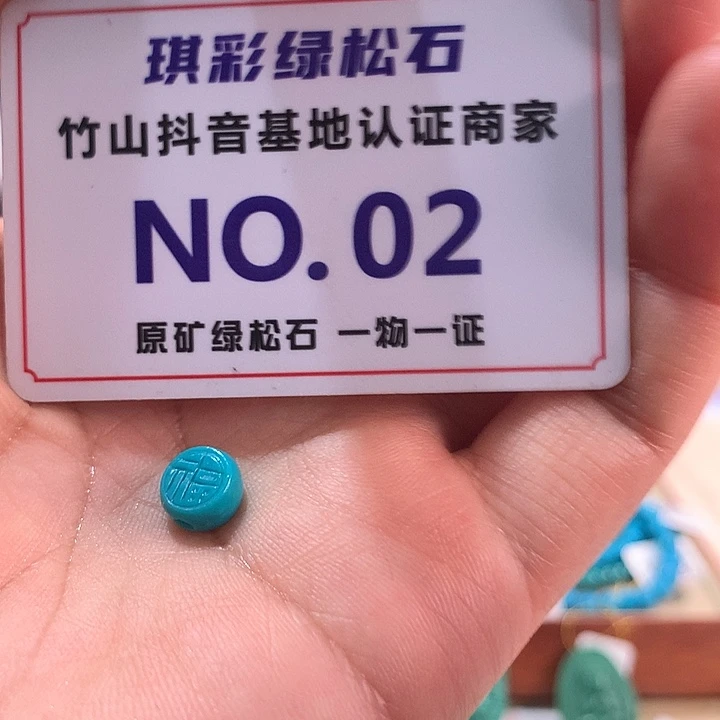 琪彩绿松石
竹山抖音基地认证商家
NO.02
原矿绿松石 一物一证
福